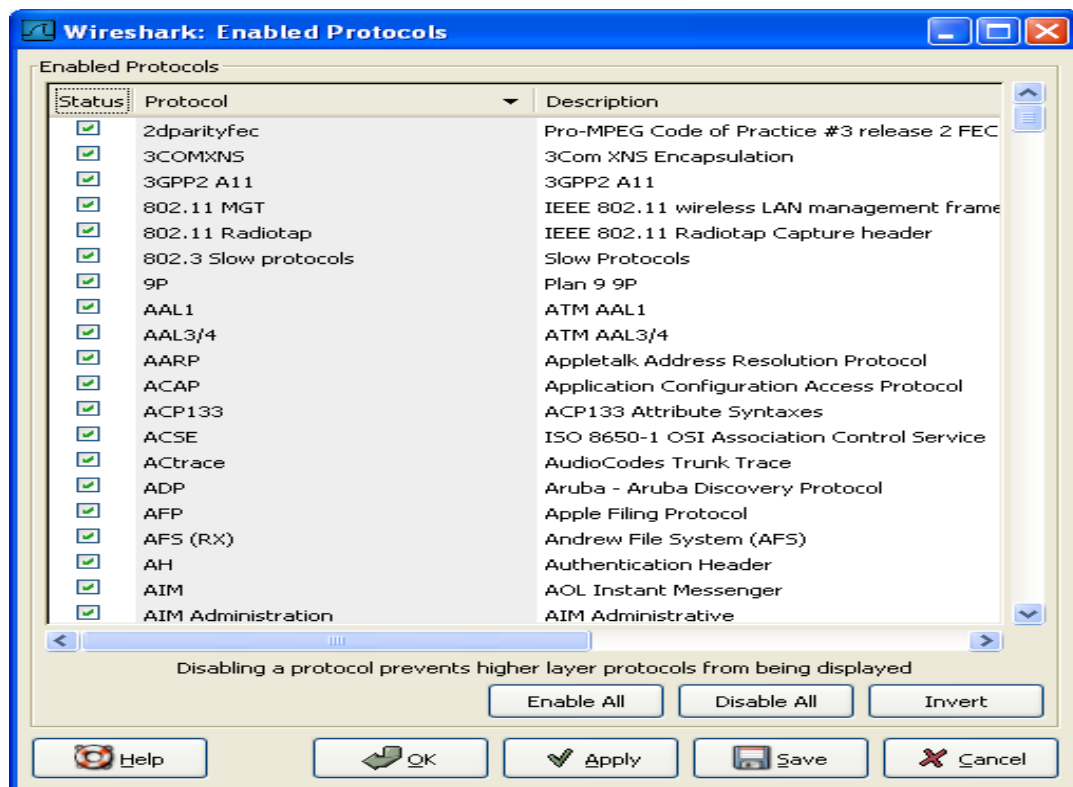 Wireshark: Enabled Protocols
Enabled Protocols
Status Protocol Description
2dparityfec Pro-MPEG Code of Practice #3 release 2 FEC
3COMXNS 3Com XNS Encapsulation
3GPP2 A11 3GPP2 A11
802.11 MGT IEEE 802.11 wireless LAN management frame
802.11 Radiotap IEEE 802.11 Radiotap Capture header
802.3 Slow protocols Slow Protocols
9P Plan 9 9P
AAL1 ATM AAL1
AAL3/4 ATM AAL3/4
AARP Appletalk Address Resolution Protocol
ACAP Application Configuration Access Protocol
ACP133 ACP133 Attribute Syntaxes
ACSE ISO 8650-1 OSI Association Control Service
ACtrace AudioCodes Trunk Trace
ADP Aruba - Aruba Discovery Protocol
AFP Apple Filing Protocol
AFS (RX) Andrew File System (AFS)
AH Authentication Header
AIM AOL Instant Messenger
AIM Administration AIM Administrative
Disabling a protocol prevents higher layer protocols from being displayed
Enable All Disable All Invert
Help OK Apply Save Cancel